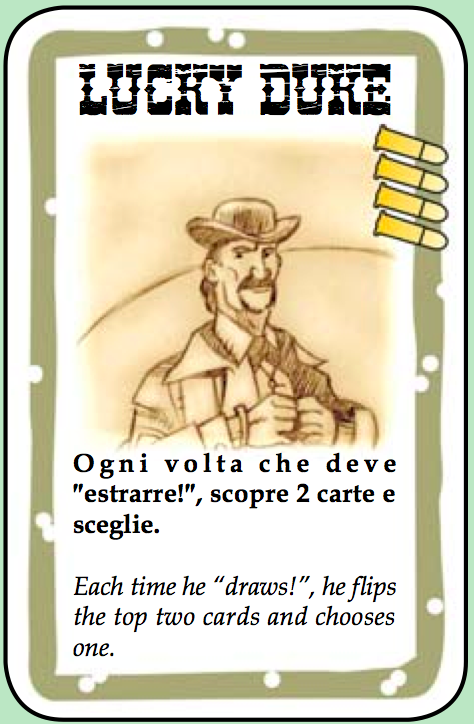 LUCKY DUKE
Ogni volta che deve
"estrarre!", scopre 2 carte e
sceglie.
Each time he “draws!”, he flips
the top two cards and chooses
one.